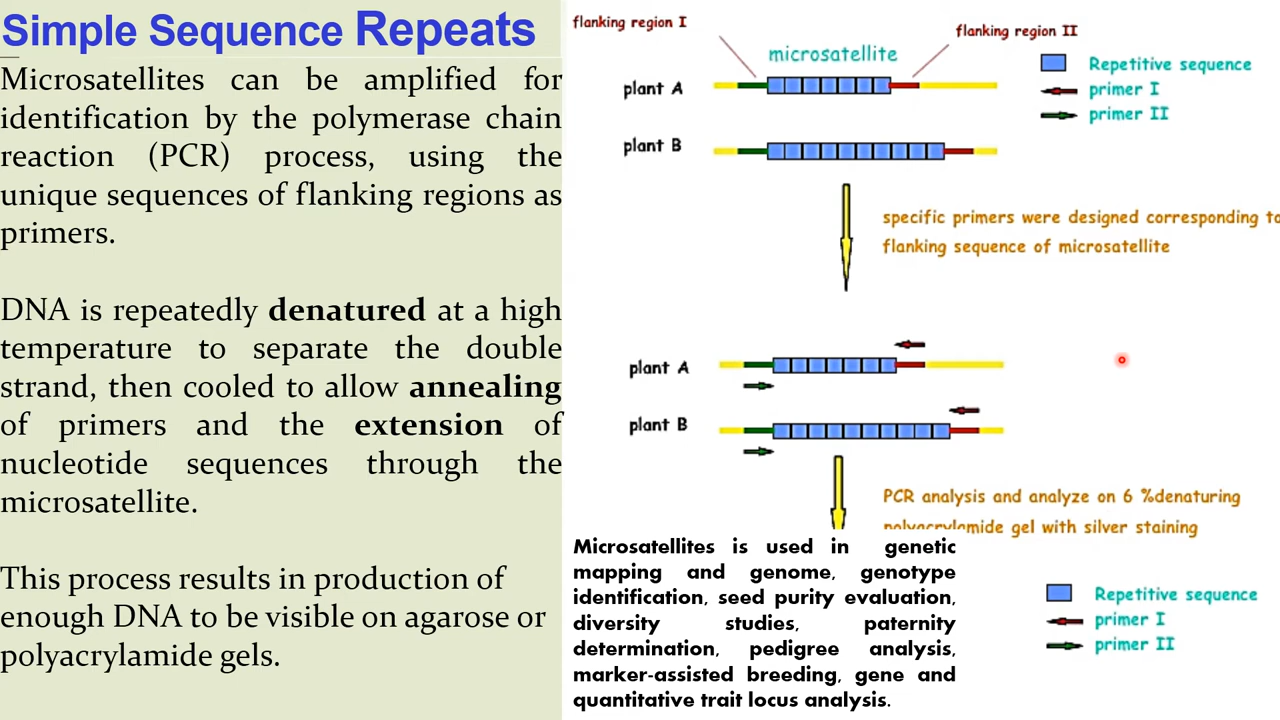 Simple Sequence Repeats
Microsatellites can be amplified for
identification by the polymerase chain
reaction (PCR) process, using the
unique sequences of flanking regions as
primers.
DNA is repeatedly denatured at a high
temperature to separate the double
strand, then cooled to allow annealing
of primers and the extension of
nucleotide sequences through the
microsatellite.
This process results in production of
enough DNA to be visible on agarose or
polyacrylamide gels.
flanking region I
flanking region II
microsatellite
plant A
plant B
Repetitive sequence
primer I
primer II
specific primers were designed corresponding to
flanking sequence of microsatellite
plant A
plant B
PCR analysis and analyze on 6 %denaturing
polyacrylamide gel with silver staining
Microsatellites is used in genetic
mapping and genome, genotype
identification, seed purity evaluation,
diversity studies, paternity
determination, pedigree analysis,
marker-assisted breeding, gene and
quantitative trait locus analysis.
Repetitive sequence
primer I
primer II